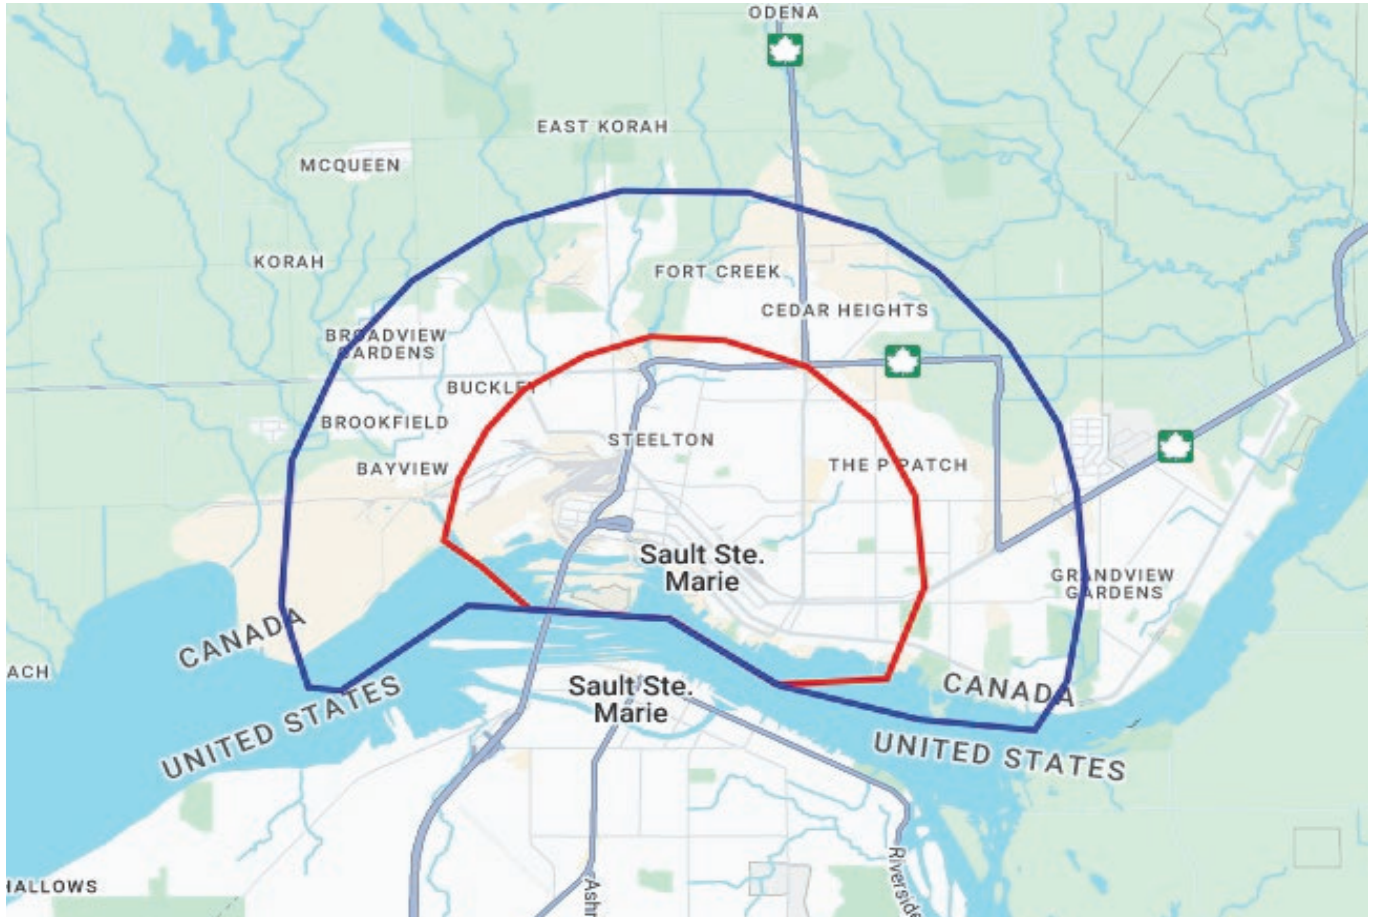 ODENA
EAST KORAH
MCQUEEN
KORAH
FORT CREEK
CEDAR HEIGHTS
BROADVIEW
GARDENS
BUCKLEY
BROOKFIELD
STEELTON
BAYVIEW
THE P PATCH
Sault Ste.
Marie
GRANDVIEW
GARDENS
CANADA
ACH
UNITED STATES
Sault Ste.
Marie
CANADA
UNITED STATES
HALLOWS
Ashr
Riverside